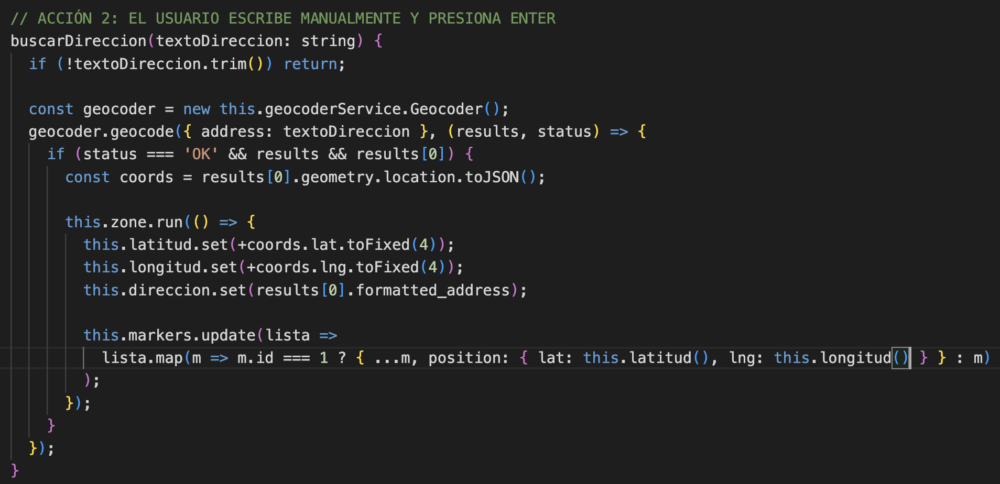 // ACCIÓN 2: EL USUARIO ESCRIBE MANUALMENTE Y PRESIONA ENTER
buscarDireccion(textoDireccion: string) {
  if (!textoDireccion.trim()) return;

  const geocoder = new this.geocoderService.Geocoder();
  geocoder.geocode({ address: textoDireccion }, (results, status) => {
    if (status === 'OK' && results && results[0]) {
      const coords = results[0].geometry.location.toJSON();

      this.zone.run(() => {
        this.latitud.set(+coords.lat.toFixed(4));
        this.longitud.set(+coords.lng.toFixed(4));
        this.direccion.set(results[0].formatted_address);

        this.markers.update(lista =>
          lista.map(m => m.id === 1 ? { ...m, position: { lat: this.latitud(), lng: this.longitud() } } : m)
        );
      });
    }
  });
}